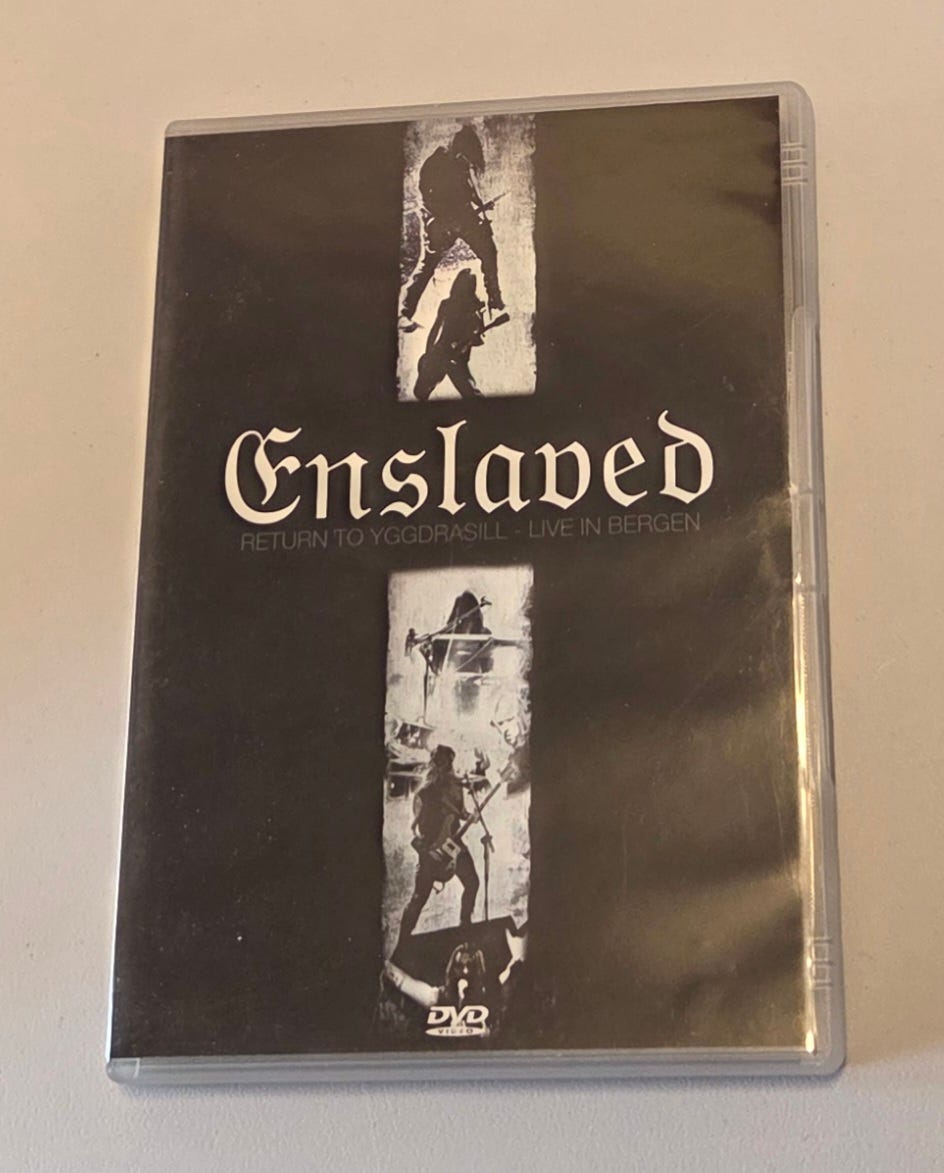 Enslaved
RETURN TO YGGDRASILL - LIVE IN BERGEN
DVD
VIDEO